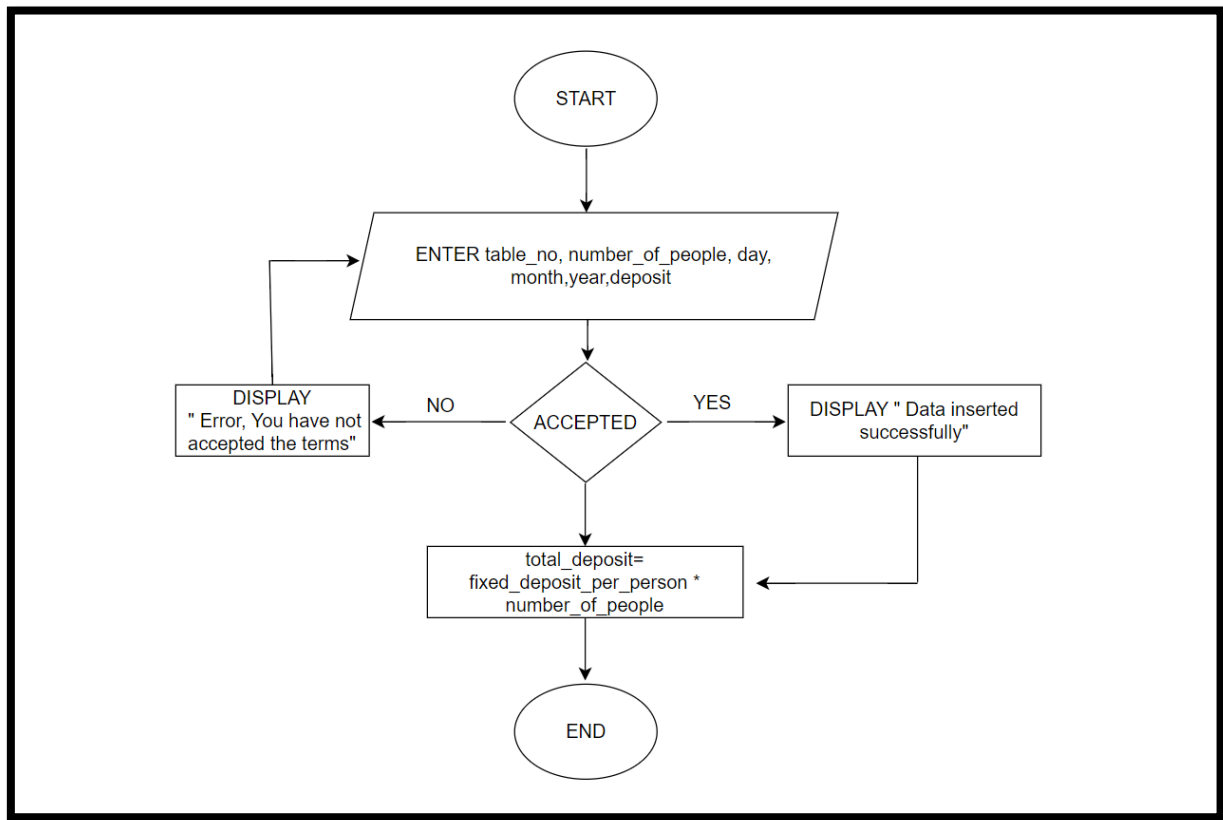 START
ENTER table_no, number_of_people, day,
month,year,deposit
DISPLAY
" Error, You have not
accepted the terms"
NO
ACCEPTED
YES
DISPLAY " Data inserted
successfully"
total_deposit=
fixed_deposit_per_person *
number_of_people
END